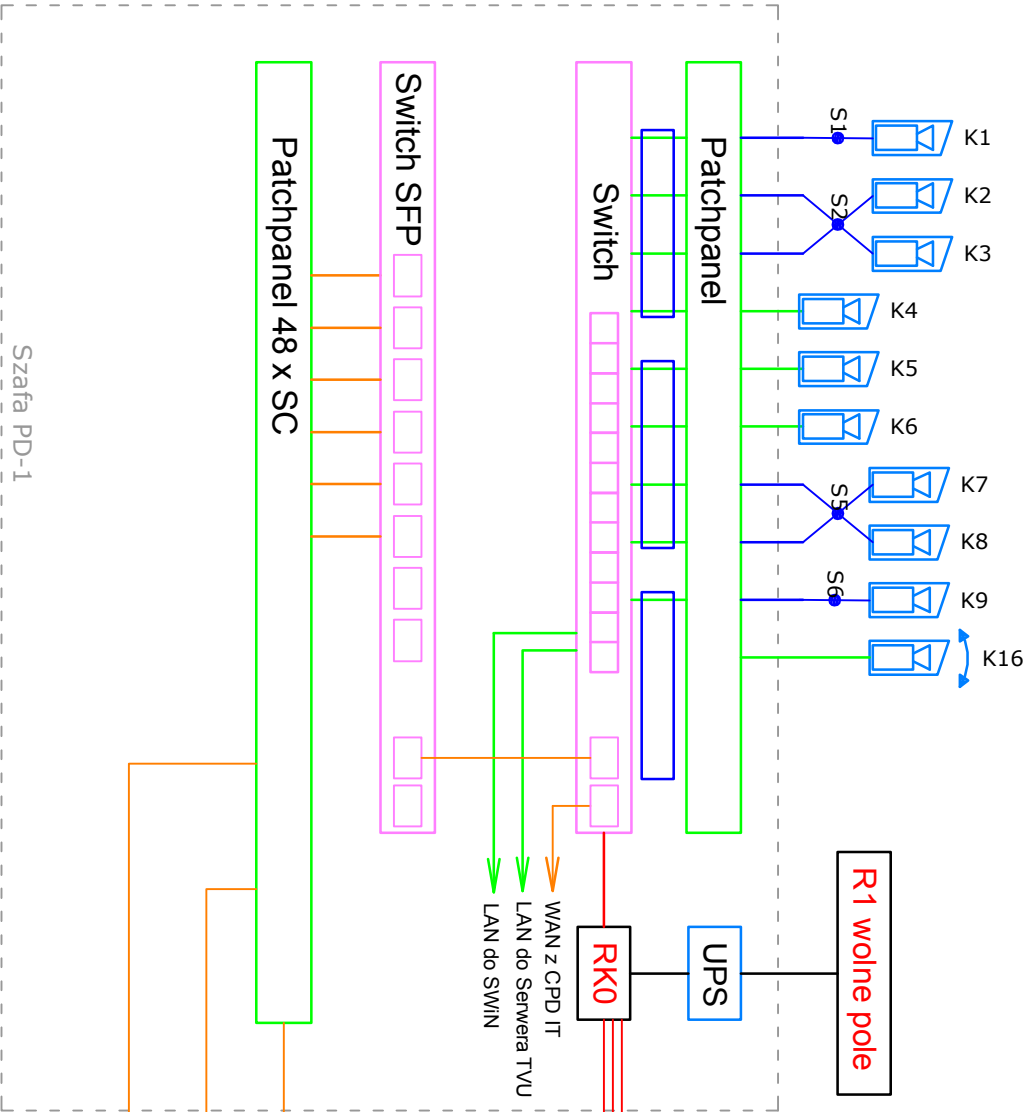 K1
S1
K2
S2
K3
K4
K5
K6
K7
S5
K8
S6
K9
K16
Patchpanel
Switch
Switch SFP
Patchpanel 48 x SC
Szafa PD-1
WAN z CPD IT
LAN do Serwera TVU
LAN do SWiN
RK0
UPS
R1 wolne pole